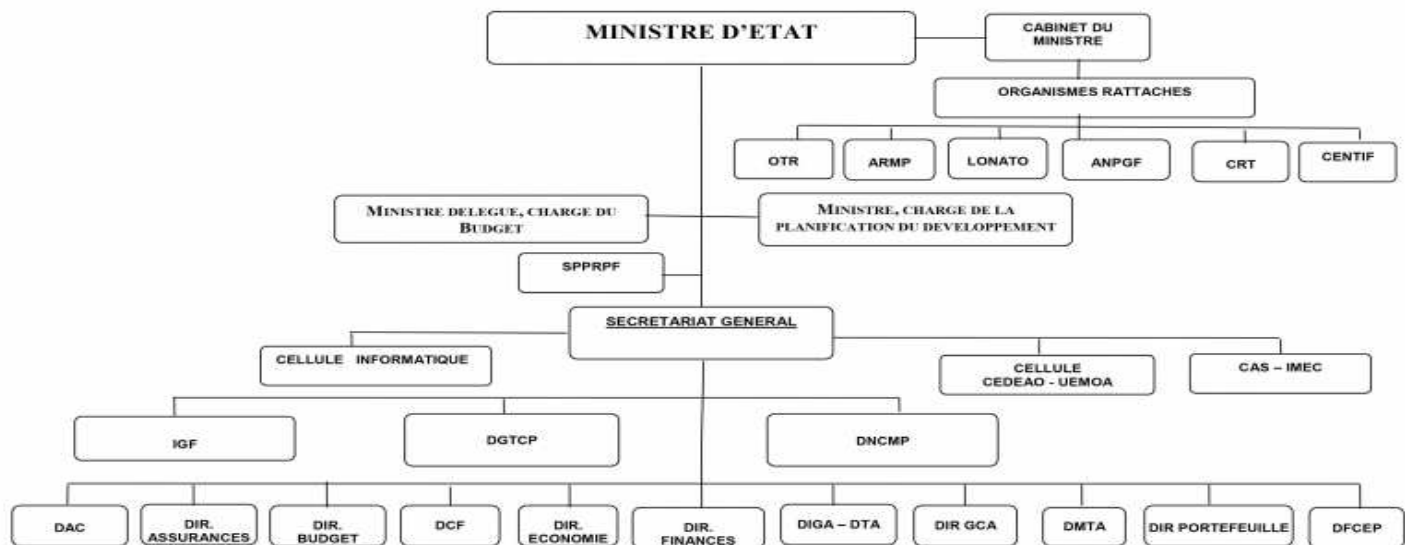 MINISTRE D'ETAT
CABINET DU
MINISTRE
ORGANISMES RATTACHES
OTR
ARMP
LONATO
ANPGF
CRT
CENTIF
MINISTRE DELEGUE, CHARGE DU
BUDGET
MINISTRE, CHARGE DE LA
PLANIFICATION DU DEVELOPPEMENT
SPPRPF
SECRETARIAT GENERAL
CELLULE INFORMATIQUE
CELLULE
CEDEAO - UEMOA
CAS – IMEC
IGF
DGTCP
DNCMP
DAC
DIR.
ASSURANCES
DIR.
BUDGET
DCF
DIR.
ECONOMIE
DIR.
FINANCES
DIGA – DTA
DIR GCA
DMTA
DIR PORTEFEUILLE
DFCEP